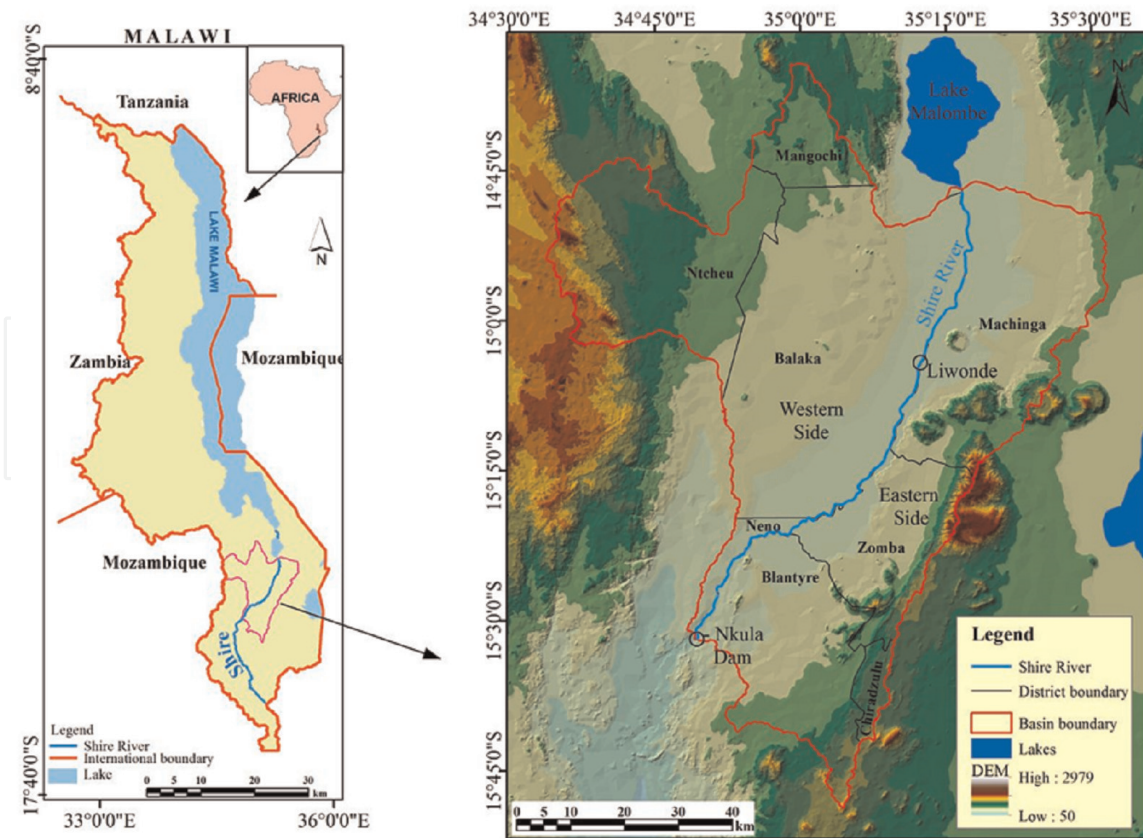 MALAWI
8°40'0"S
Tanzania
AFRICA
N
LAKE MALAWI
Zambia
Mozambique
Mozambique
Shire
Legend
Shire River
International boundary
Lake
0 5 10 20 30
km
17°40'0"S
33°00'E
36°00'E
34°30'0"E 34°45'0"E 35°0'0"E 35°15'0"E 35°30'0"E
14°45'0"S
15°0'0"S
15°15'0"S
15°30'0"S
15°45'0"S
N
Lake
Malombe
Mangochi
Ntcheu
Shire River
Machinga
Balaka
Liwonde
Western
Side
Eastern
Side
Neno
Zomba
Blantyre
Nkula
Dam
Chiradzulu
Legend
Shire River
District boundary
Basin boundary
Lakes
DEM
High : 2979
Low : 50
0 5 10 20 30 40
km